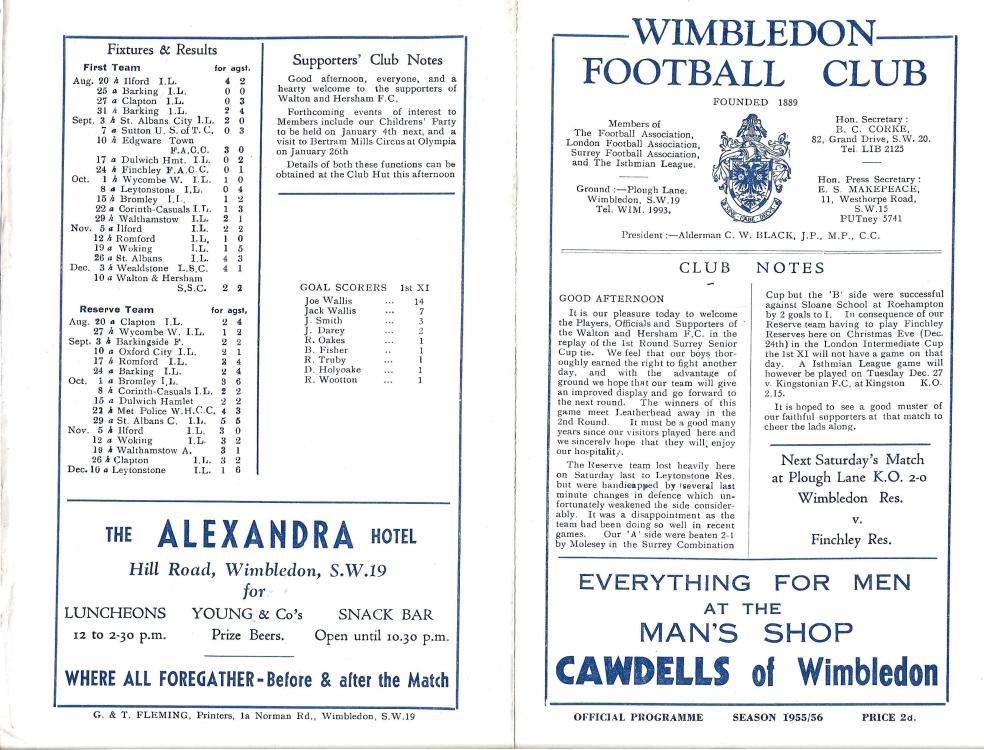 Fixtures & Results
First Team for agst.
Aug. 20 h Ilford I.L. 4 2
25 a Barking I.L. 0 0
27 a Clapton I.L. 0 3
31 h Barking I.L. 2 4
Sept. 3 h St. Albans City I.L. 2 0
7 a Sutton U. S. of T. C. 0 3
10 h Edgware Town
F.A.C.C. 3 0
17 a Dulwich Hmt. I.L. 0 2
24 h Finchley F.A.C.C. 0 1
Oct. 1 h Wycombe W. I.L. 1 0
8 a Leytonstone I,L. 0 4
15 h Bromley I.L. 1 2
22 a Corinth-Casuals I.L. 1 3
29 h Walthamstow I.L. 2 1
Nov. 5 a Ilford I.L. 2 2
12 h Romford I.L, 1 0
19 a Woking I.L. 1 5
26 a St. Albans I.L. 4 3
Dec. 3 h Wealdstone L.S.C. 4 1
10 a Walton & Hersham
S.S.C. 2 2
Reserve Team for agst,
Aug. 20 a Clapton I.L. 2 4
27 h Wycombe W. I.L. 1 2
Sept. 3 h Barkingside F. 2 2
10 a Oxford City I.L. 2 1
17 h Romford I.L. 3 4
24 a Barking I.L. 2 4
Oct. 1 a Bromley I.L. 3 6
8 h Corinth-Casuals I.L. 2 2
15 a Dulwich Hamlet 2 2
22 h Met Police W.H.C.C, 4 3
29 a St. Albans C. I.L. 5 5
Nov. 5 h Ilford I.L. 3 0
12 a Woking I.L. 3 2
19 h Walthamstow A. 3 1
26 h Clapton I.L. 3 2
Dec. 10 a Leytonstone I.L. 1 6
Supporters' Club Notes
Good afternoon, everyone, and a
hearty welcome to the supporters of
Walton and Hersham F.C.
Forthcoming events of interest to
Members include our Childrens' Party
to be held on January 4th next, and a
visit to Bertram Mills Circus at Olympia
on January 26th
Details of both these functions can be
obtained at the Club Hut this afternoon
GOAL SCORERS 1st XI
Joe Wallis ... 14
Jack Wallis ... 7
J. Smith ... 3
J. Darey ... 2
R. Oakes ... 1
B. Fisher .. 1
R. Truby ... 1
D. Holyoake ... 1
R. Wootton ... 1
THE ALEXANDRA HOTEL
Hill Road, Wimbledon, S.W.19
for
LUNCHEONS YOUNG & Co's SNACK BAR
12 to 2-30 p.m. Prize Beers. Open until 10.30 p.m.
WHERE ALL FOREGATHER-Before & after the Match
G. & T. FLEMING, Printers, 1a Norman Rd., Wimbledon, S.W.19
WIMBLEDON
FOOTBALL CLUB
FOUNDED 1889
Members of
The Football Association,
London Football Association,
Surrey Football Association,
and The Isthmian League.
Ground :—Plough Lane.
Wimbledon, S.W.19
Tel. WIM. 1993.
Hon. Secretary :
B. C. CORKE,
82, Grand Drive, S.W. 20.
Tel. LIB 2125
Hon. Press Secretary :
E. S. MAKEPEACE,
11, Westhorpe Road,
S.W.15
PUTney 5741
SINE LABE DECUS
President :—Alderman C. W. BLACK, J.P., M.P., C.C.
CLUB NOTES
GOOD AFTERNOON
It is our pleasure today to welcome
the Players, Officials and Supporters of
the Walton and Hersham F.C. in the
replay of the 1st Round Surrey Senior
Cup tie. We feel that our boys thor-
oughly earned the right to fight another
day, and with the advantage of
ground we hope that our team will give
an improved display and go forward to
the next round. The winners of this
game meet Leatherhead away in the
2nd Round. It must be a good many
years since our visitors played here and
we sincerely hope that they will, enjoy
our hospitality.
The Reserve team lost heavily here
on Saturday last to Leytonstone Res.
but were handicapped by several last
minute changes in defence which un-
fortunately weakened the side consider-
ably. It was a disappointment as the
team had been doing so well in recent
games. Our 'A' side were beaten 2-1
by Molesey in the Surrey Combination
Cup but the 'B' side were successful
against Sloane School at Roehampton
by 2 goals to 1. In consequence of our
Reserve team having to play Finchley
Reserves here on Christmas Eve (Dec.
24th) in the London Intermediate Cup
the 1st XI will not have a game on that
day. A Isthmian League game will
however be played on Tuesday Dec. 27
v. Kingstonian F.C, at Kingston K.O.
2.15.
It is hoped to see a good muster of
our faithful supporters at that match to
cheer the lads along.
Next Saturday's Match
at Plough Lane K.O. 2-0
Wimbledon Res.
v.
Finchley Res.
EVERYTHING FOR MEN
AT THE
MAN'S SHOP
CAWDELLS of Wimbledon
OFFICIAL PROGRAMME SEASON 1955/56 PRICE 2d.